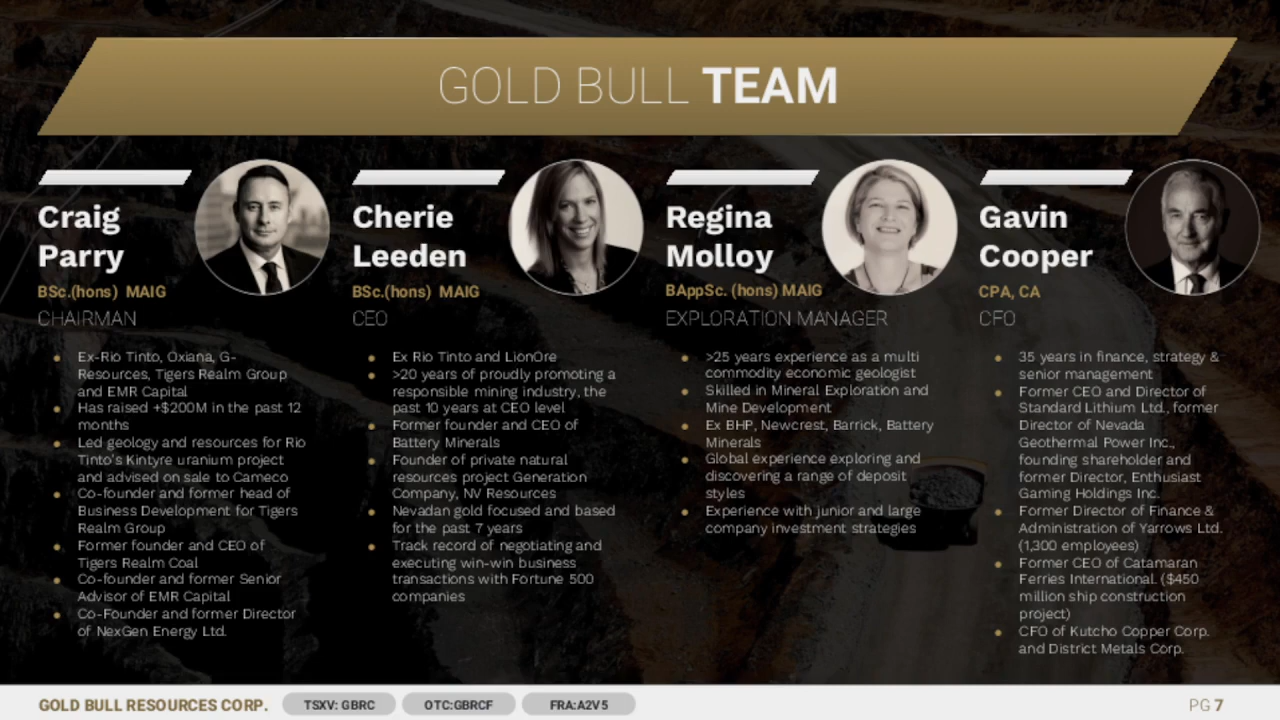 GOLD BULL TEAM
Craig
Parry
BSc.(hons) MAIG
CHAIRMAN
Ex-Rio Tinto, Oxiana, G-
Resources, Tigers Realm Group
and EMR Capital
Has raised +$200M in the past 12
months
Led geology and resources for Rio
Tinto's Kintyre uranium project
and advised on sale to Cameco
Co-founder and former head of
Business Development for Tigers
Realm Group
Former founder and CEO of
Tigers Realm Coal
Co-founder and former Senior
Advisor of EMR Capital
Co-Founder and former Director
of NexGen Energy Ltd.
Cherie
Leeden
BSc.(hons) MAIG
CEO
Ex Rio Tinto and LionOre
>20 years of proudly promoting a
responsible mining industry, the
past 10 years at CEO level
Former founder and CEO of
Battery Minerals
Founder of private natural
resources project Generation
Company, NV Resources
Nevadan gold focused and based
for the past 7 years
Track record of negotiating and
executing win-win business
transactions with Fortune 500
companies
Regina
Molloy
BAppSc. (hons) MAIG
EXPLORATION MANAGER
>25 years experience as a multi
commodity economic geologist
Skilled in Mineral Exploration and
Mine Development
Ex BHP, Newcrest, Barrick, Battery
Minerals
Global experience exploring and
discovering a range of deposit
styles
Experience with junior and large
company investment strategies
Gavin
Cooper
CPA, CA
CFO
35 years in finance, strategy &
senior management
Former CEO and Director of
Standard Lithium Ltd., former
Director of Nevada
Geothermal Power Inc.,
founding shareholder and
former Director, Enthusiast
Gaming Holdings Inc.
Former Director of Finance &
Administration of Yarrows Ltd.
(1,300 employees)
Former CEO of Catamaran
Ferries International. ($450
million ship construction
project)
CFO of Kutcho Copper Corp.
and District Metals Corp.
GOLD BULL RESOURCES CORP. TSXV: GBRC OTC:GBRCF FRA:A2V5 PG 7